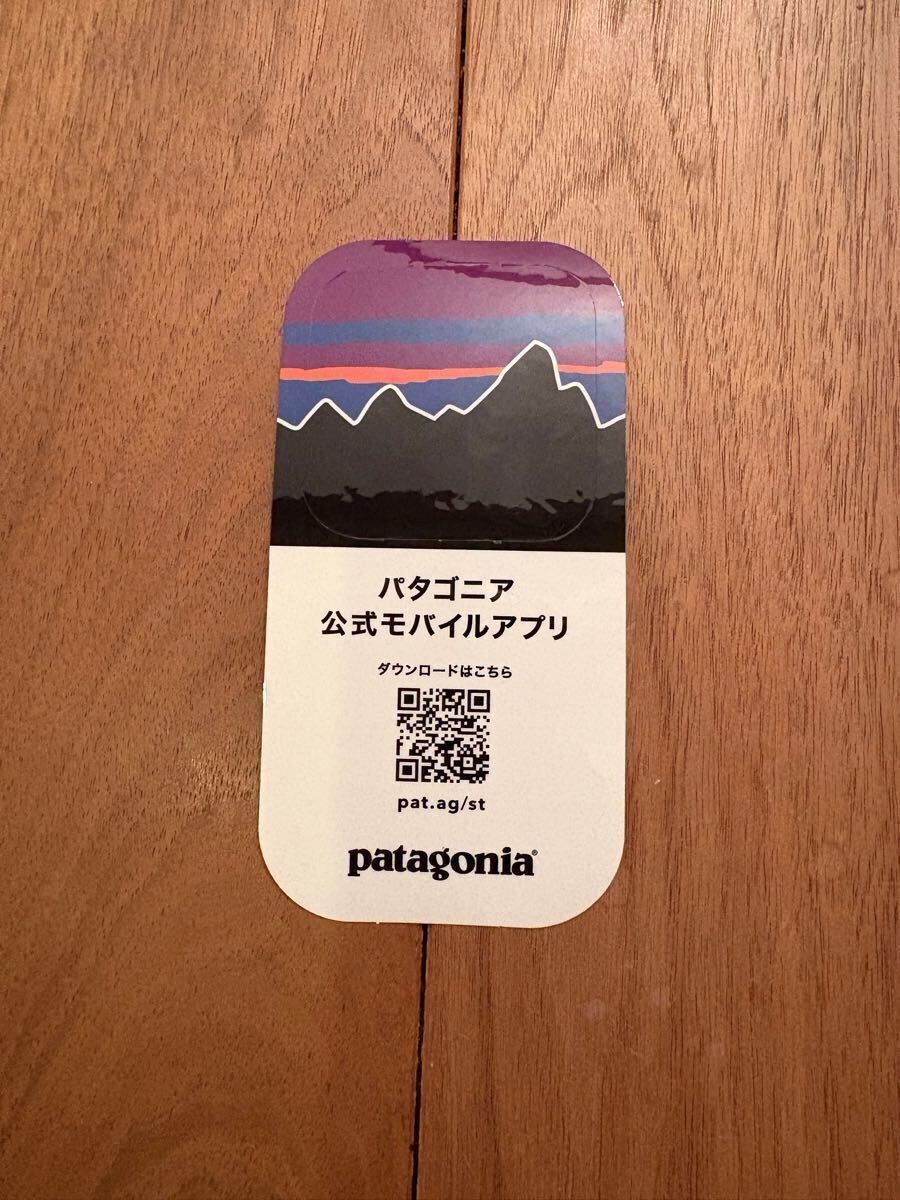 パタゴニア
公式モバイルアプリ
ダウンロードはこちら
pat.ag/st
patagonia®